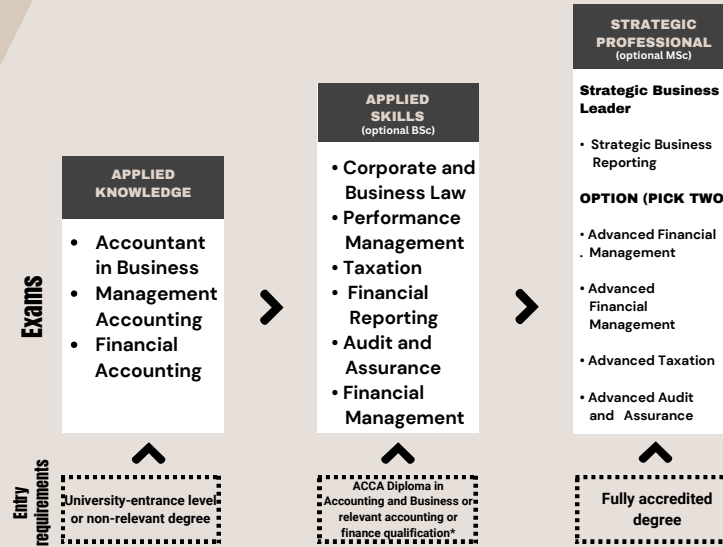 STRATEGIC
PROFESSIONAL
(optional MSc)
Strategic Business
Leader
• Strategic Business
Reporting
OPTION (PICK TWO
• Advanced Financial
. Management
• Advanced
Financial
Management
• Advanced Taxation
• Advanced Audit
and Assurance
APPLIED
SKILLS
(optional BSc)
• Corporate and
Business Law
• Performance
Management
• Taxation
• Financial
Reporting
• Audit and
Assurance
• Financial
Management
APPLIED
KNOWLEDGE
• Accountant
in Business
• Management
Accounting
• Financial
Accounting
Exams
Entry
requirements
University-entrance level
or non-relevant degree
ACCA Diploma in
Accounting and Business or
relevant accounting or
finance qualification*
Fully accredited
degree